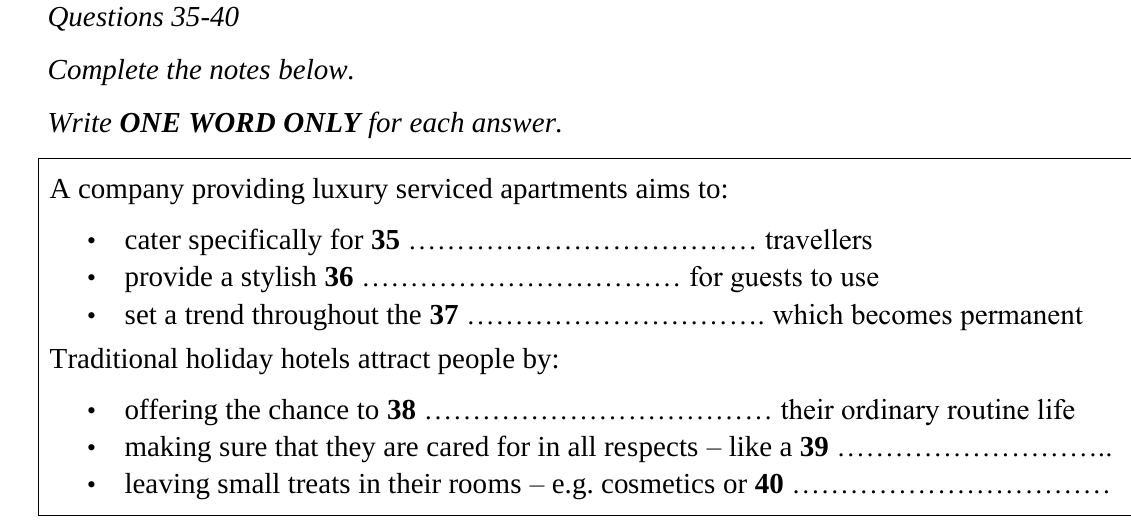 Questions 35-40
Complete the notes below.
Write ONE WORD ONLY for each answer.
A company providing luxury serviced apartments aims to:
• cater specifically for 35 ……………………………… travellers
• provide a stylish 36 …………………………… for guests to use
• set a trend throughout the 37 …………………………. which becomes permanent
Traditional holiday hotels attract people by:
• offering the chance to 38 ……………………………… their ordinary routine life
• making sure that they are cared for in all respects – like a 39 ………………………..
• leaving small treats in their rooms – e.g. cosmetics or 40 ……………………………